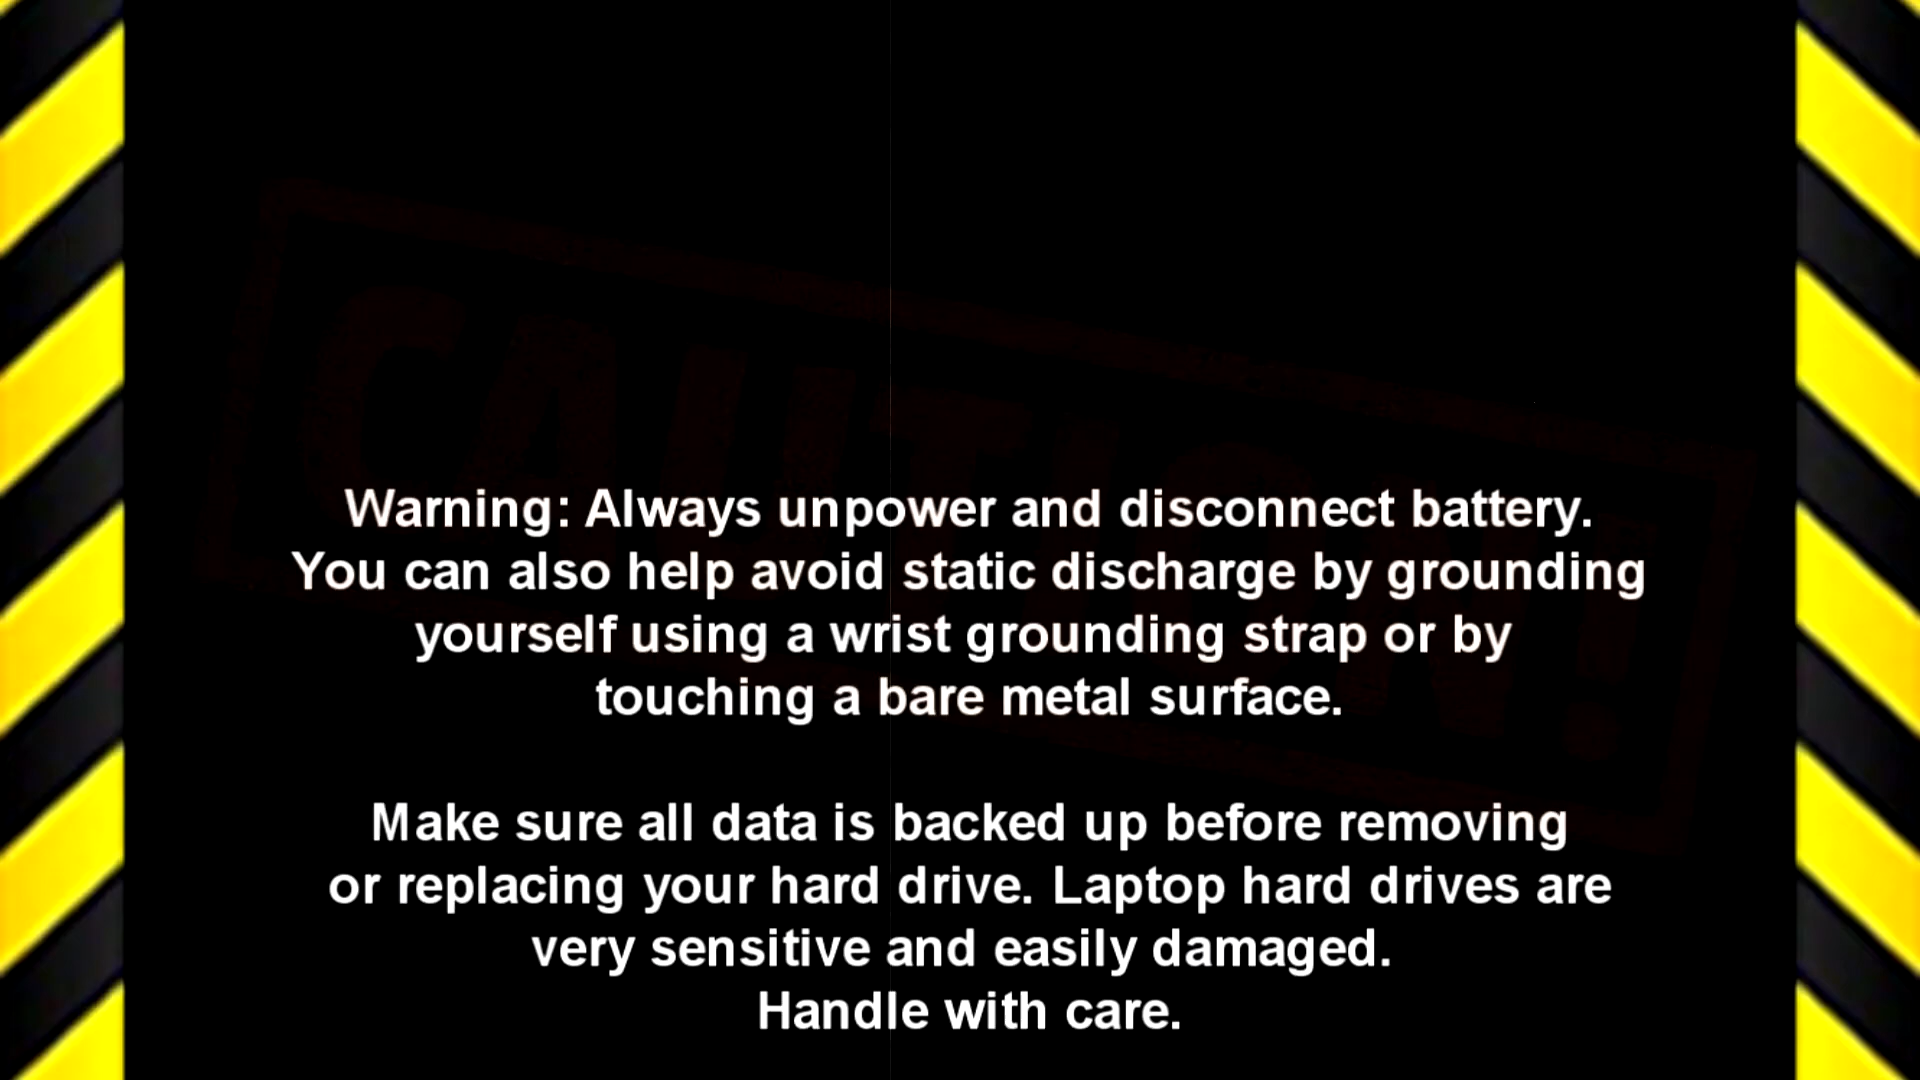 CAUTION!
Warning: Always unpower and disconnect battery.
You can also help avoid static discharge by grounding
yourself using a wrist grounding strap or by
touching a bare metal surface.
Make sure all data is backed up before removing
or replacing your hard drive. Laptop hard drives are
very sensitive and easily damaged.
Handle with care.